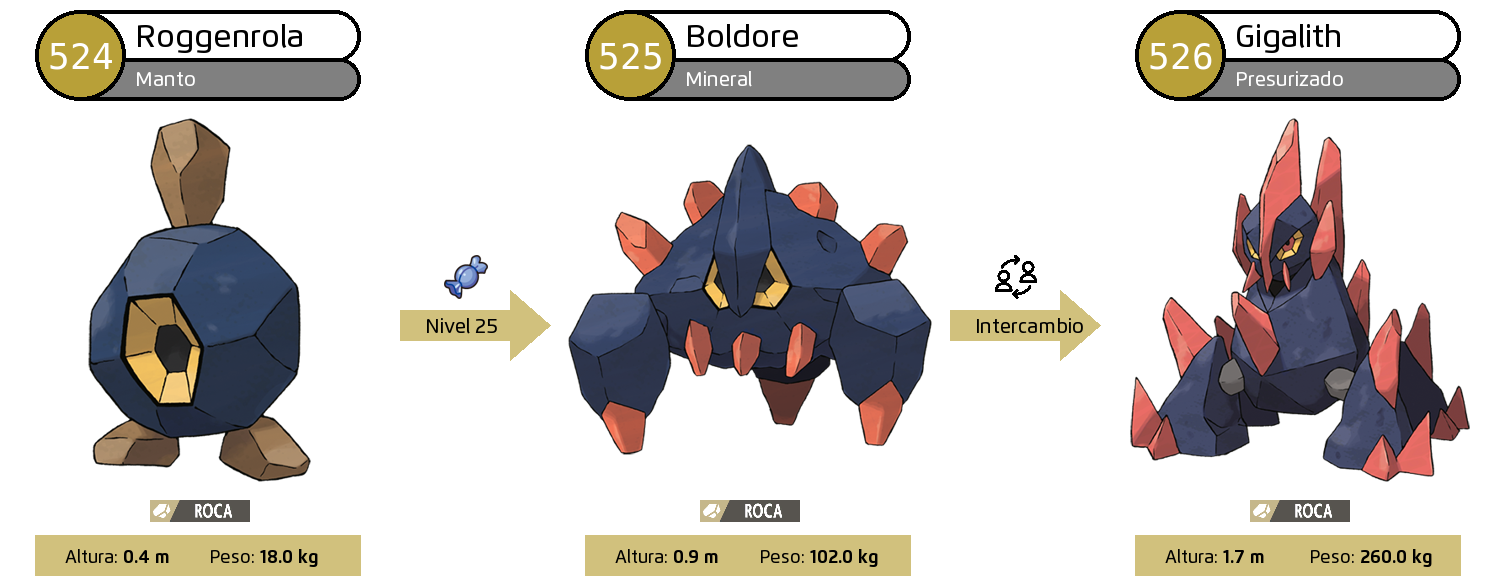 524
Roggenrola
Manto
525
Boldore
Mineral
526
Gigalith
Presurizado
Nivel 25
Intercambio
ROCA
ROCA
ROCA
Altura: 0.4 m Peso: 18.0 kg
Altura: 0.9 m Peso: 102.0 kg
Altura: 1.7 m Peso: 260.0 kg